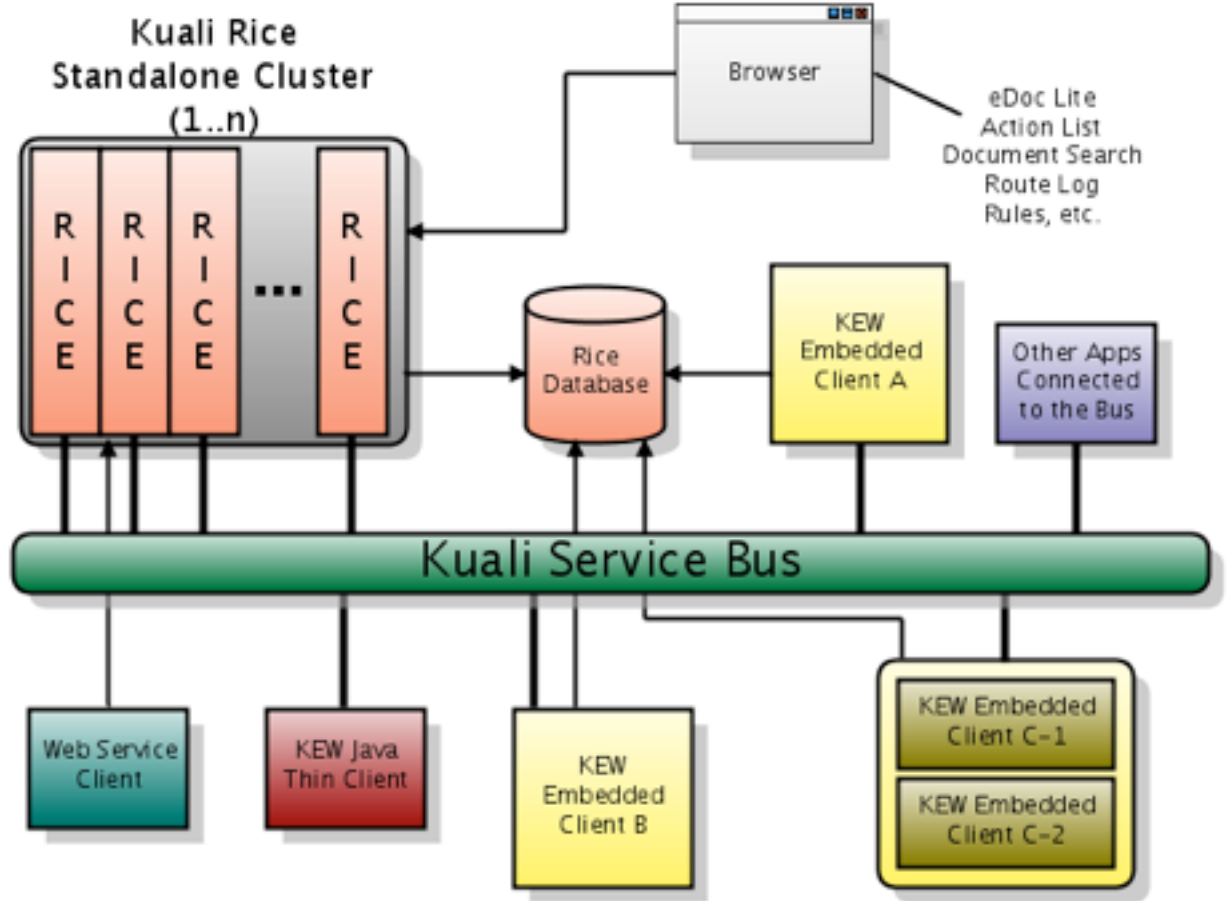 Kuali Rice
Standalone Cluster
(1..n)
Browser
eDoc Lite
Action List
Document Search
Route Log
Rules, etc.
R
I
C
E
R
I
C
E
R
I
C
E
...
R
I
C
E
Rice
Database
KEW
Embedded
Client A
Other Apps
Connected
to the Bus
Kuali Service Bus
Web Service
Client
KEW Java
Thin Client
KEW
Embedded
Client B
KEW Embedded
Client C-1
KEW Embedded
Client C-2